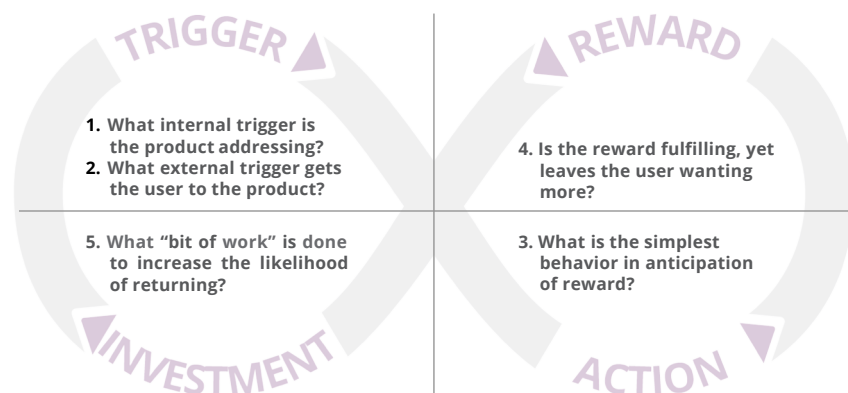 TRIGGER
1. What internal trigger is
the product addressing?
2. What external trigger gets
the user to the product?
REWARD
4. Is the reward fulfilling, yet
leaves the user wanting
more?
5. What “bit of work” is done
to increase the likelihood
of returning?
INVESTMENT
3. What is the simplest
behavior in anticipation
of reward?
ACTION